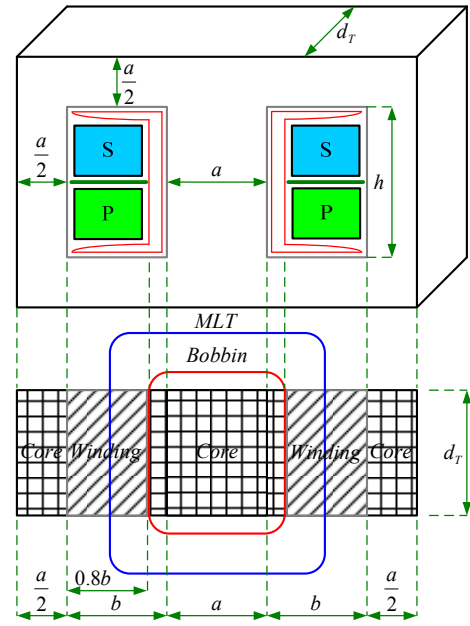 d_T
a/2
a/2
S
S
a
h
P
P
MLT
Bobbin
Core
Winding
Core
Winding
Core
d_T
a/2
0.8b
b
a
b
a/2